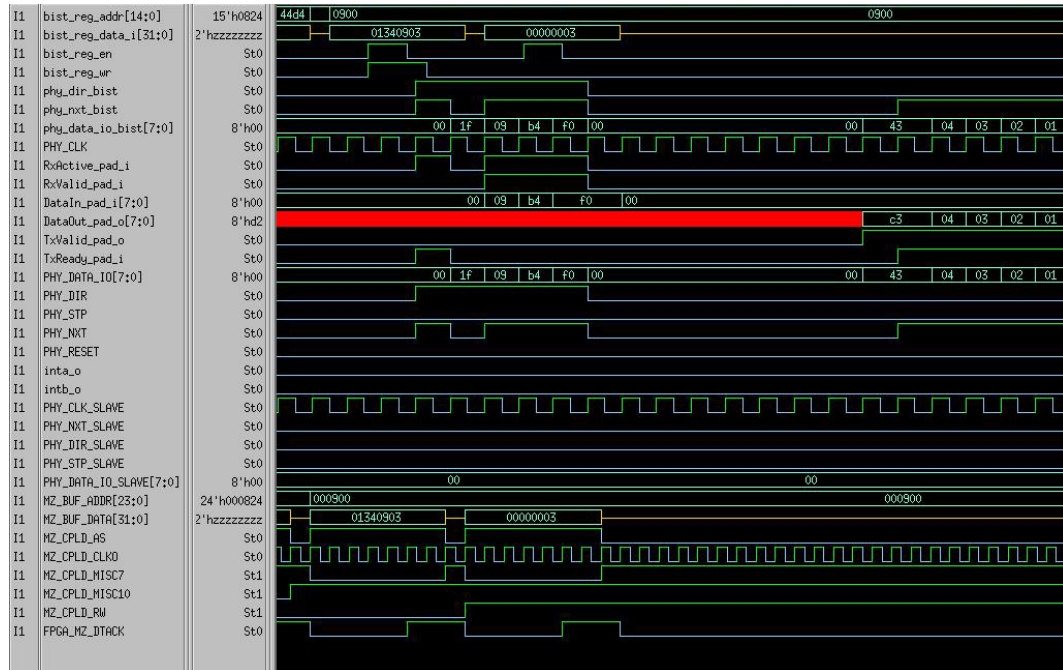 I1 bist_reg_addr[14:0] 15'h0824 44d4 0900 0900
I1 bist_reg_data_i[31:0] 2'hzzzzzzzz 01340903 00000003
I1 bist_reg_en St0
I1 bist_reg_wr St0
I1 phy_dir_bist St0
I1 phy_nxt_bist St0
I1 phy_data_io_bist[7:0] 8'h00 00 1f 09 b4 f0 00 00 43 04 03 02 01
I1 PHY_CLK St0
I1 RxActive_pad_i St0
I1 RxValid_pad_i St0
I1 DataIn_pad_i[7:0] 8'h00 00 09 b4 f0 00
I1 DataOut_pad_o[7:0] 8'hd2 c3 04 03 02 01
I1 TxValid_pad_o St0
I1 TxReady_pad_i St0
I1 PHY_DATA_IO[7:0] 8'h00 00 1f 09 b4 f0 00 00 43 04 03 02 01
I1 PHY_DIR St0
I1 PHY_STP St0
I1 PHY_NXT St0
I1 PHY_RESET St0
I1 inta_o St0
I1 intb_o St0
I1 PHY_CLK_SLAVE St0
I1 PHY_NXT_SLAVE St0
I1 PHY_DIR_SLAVE St0
I1 PHY_STP_SLAVE St0
I1 PHY_DATA_IO_SLAVE[7:0] 8'h00 00 00
I1 MZ_BUF_ADDR[23:0] 24'h000824 000900 000900
I1 MZ_BUF_DATA[31:0] 2'hzzzzzzzz 01340903 00000003
I1 MZ_CPLD_AS St0
I1 MZ_CPLD_CLKO St0
I1 MZ_CPLD_MISC7 St1
I1 MZ_CPLD_MISC10 St1
I1 MZ_CPLD_RW St1
I1 FPGA_MZ_DTACK St0